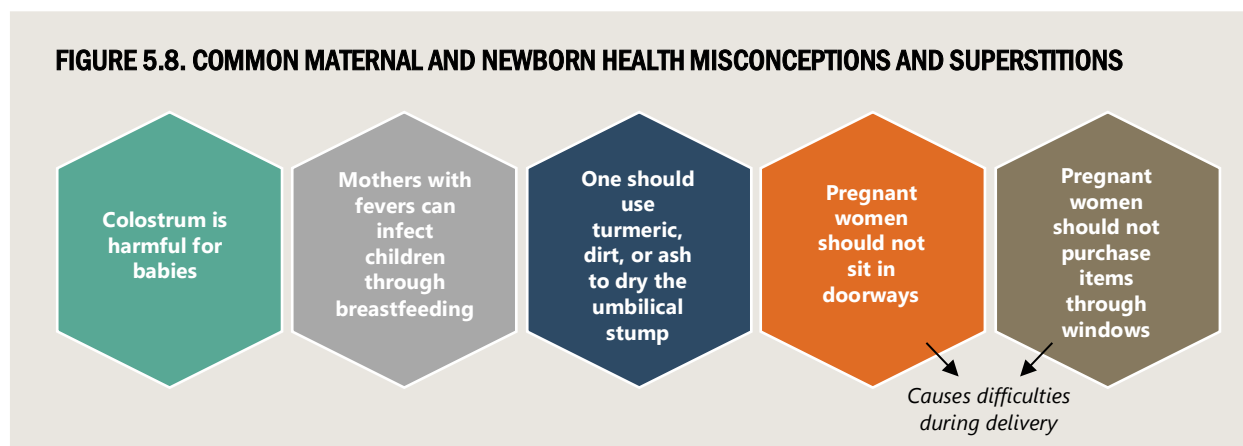 FIGURE 5.8. COMMON MATERNAL AND NEWBORN HEALTH MISCONCEPTIONS AND SUPERSTITIONS
Colostrum is
harmful for
babies
Mothers with
fevers can
infect
children
through
breastfeeding
One should
use
turmeric,
dirt, or ash
to dry the
umbilical
stump
Pregnant
women
should not
sit in
doorways
Pregnant
women
should not
purchase
items
through
windows
Causes difficulties
during delivery